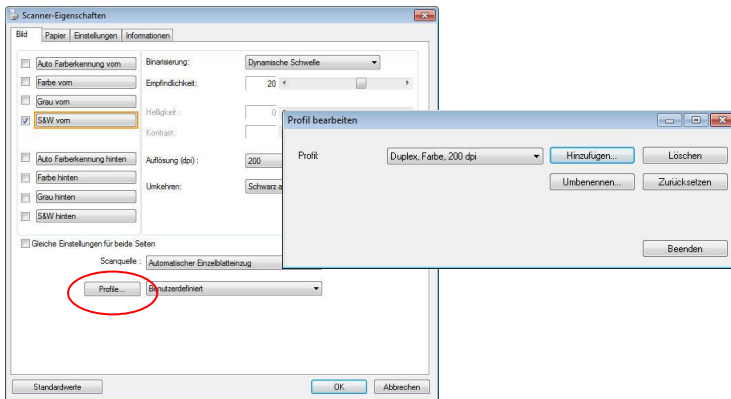 Scanner-Eigenschaften
Bild Papier Einstellungen Informationen
Auto Farberkennung vorn
Farbe vorn
Grau vorn
S&W vorn
Auto Farberkennung hinten
Farbe hinten
Grau hinten
S&W hinten
Binarisierung: Dynamische Schwelle
Empfindlichkeit: 20
Helligkeit : 0
Kontrast :
Auflösung (dpi) : 200
Umkehren: Schwarz a
Gleiche Einstellungen für beide Seiten
Scanquelle : Automatischer Einzelblatteinzug
Profile... Benutzerdefiniert
Standardwerte OK Abbrechen
Profil bearbeiten
Profil: Duplex, Farbe, 200 dpi Hinzufügen... Löschen
Umbenennen... Zurücksetzen
Beenden